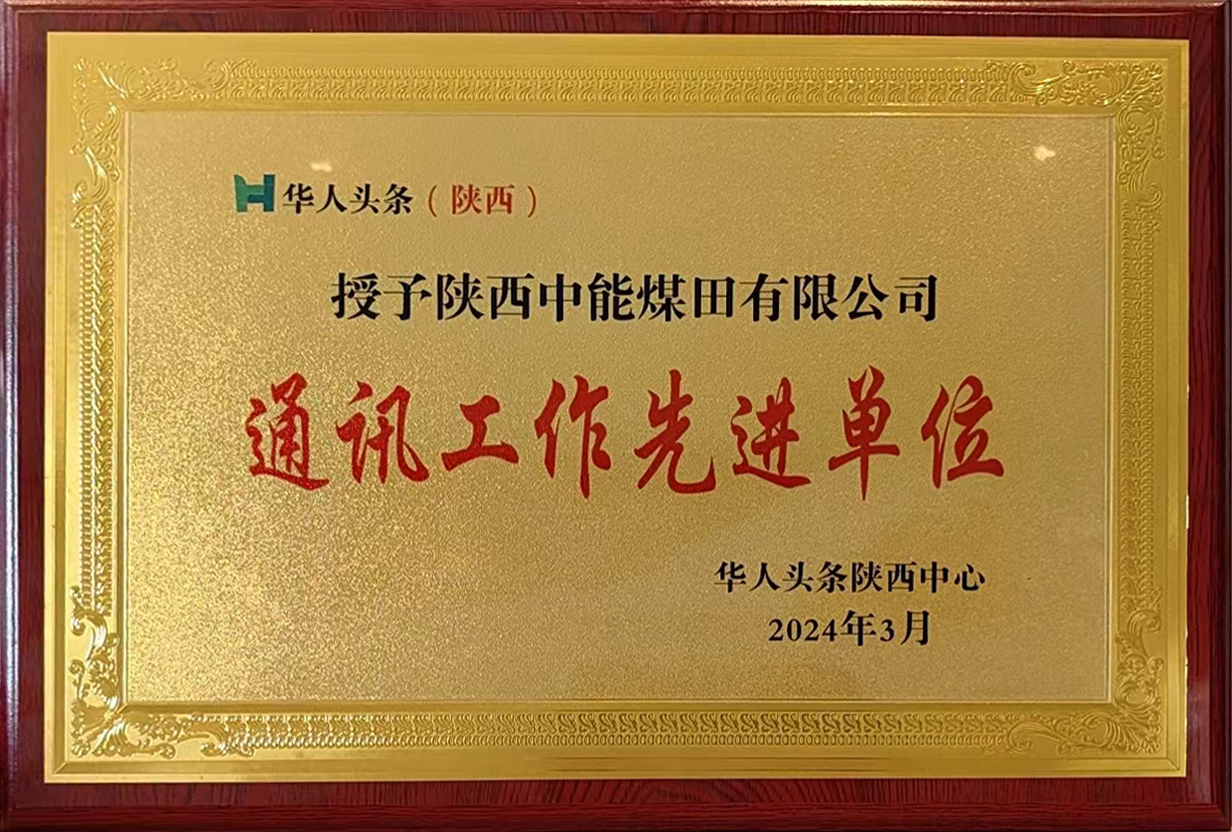 华人头条（陕西）
授予陕西中能煤田有限公司
通讯工作先进单位
华人头条陕西中心
2024年3月